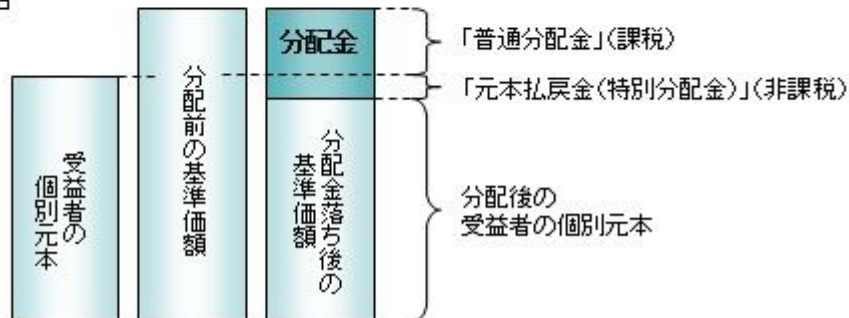 分配金
「普通分配金」(課税)
「元本払戻金(特別分配金)」(非課税)
受益者の
個別元本
分配前の基準価額
分配金落ち後の
基準価額
分配後の
受益者の個別元本